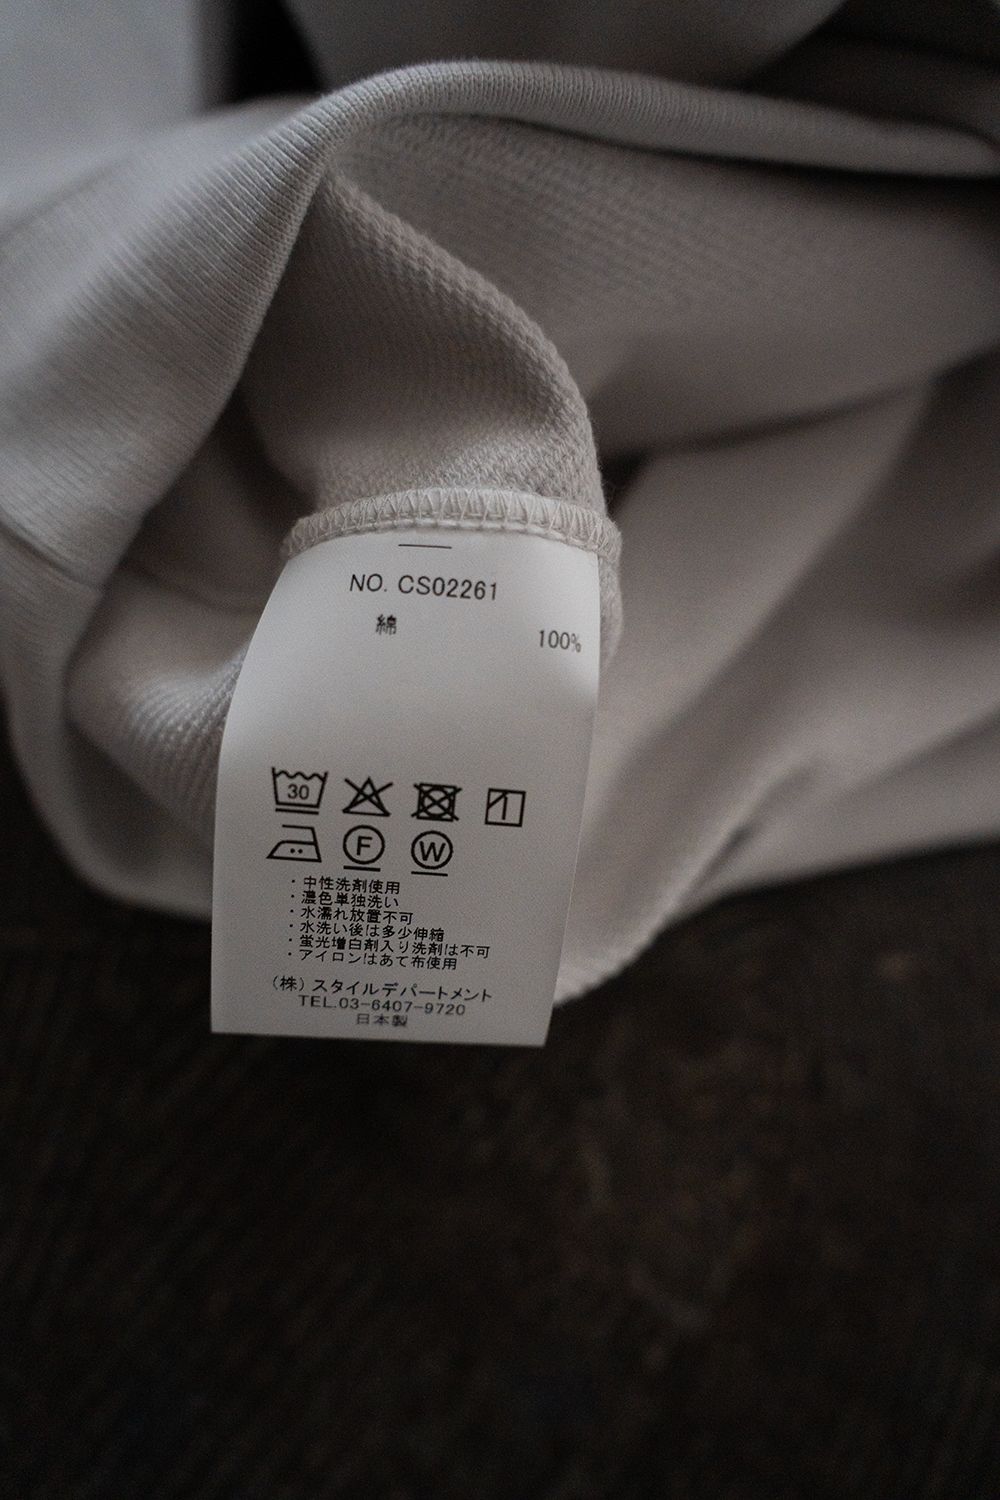 NO. CS02261
綿 100%
30
F W
・中性洗剤使用
・濃色単独洗い
・水濡れ放置不可
・水洗い後は多少伸縮
・蛍光増白剤入り洗剤は不可
・アイロンはあて布使用
（株）スタイルデパートメント
TEL.03-6407-9720
日本製